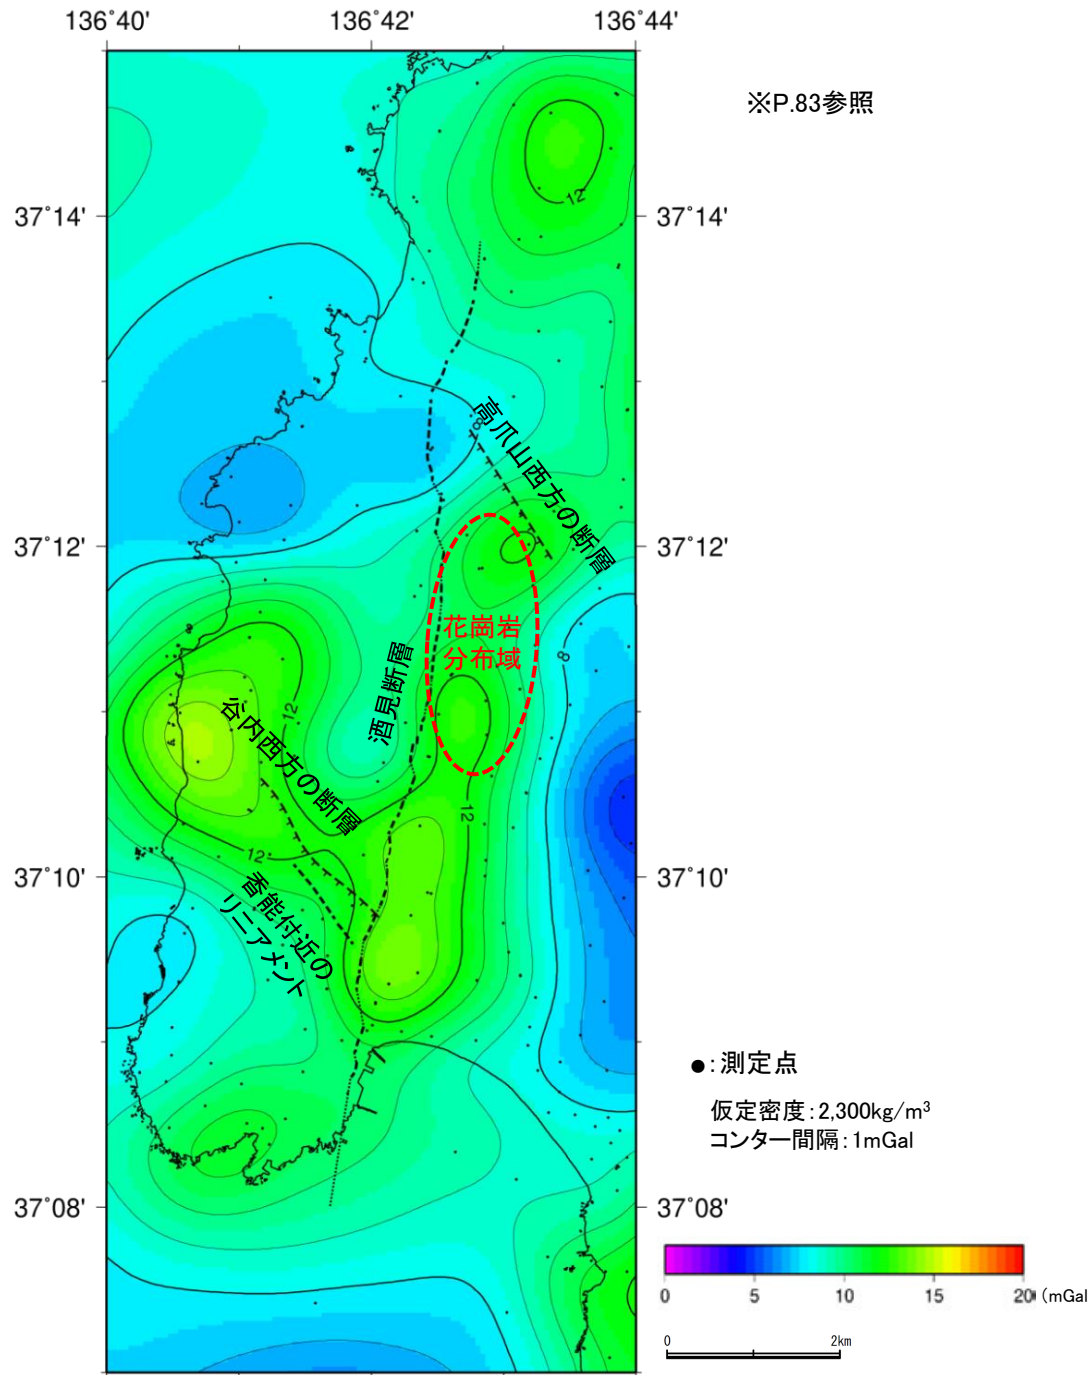 136˚40'
136˚42'
136˚44'
※P.83参照
12
37˚14'
37˚14'
8
高爪山西方の断層
37˚12'
37˚12'
花崗岩
分布域
8
酒見断層
12
谷内西方の断層
12
12
37˚10'
37˚10'
香能付近の
リニアメント
●：測定点
仮定密度：2,300kg/m³
コンター間隔：1mGal
37˚08'
37˚08'
0 5 10 15 20 (mGal
0 2km